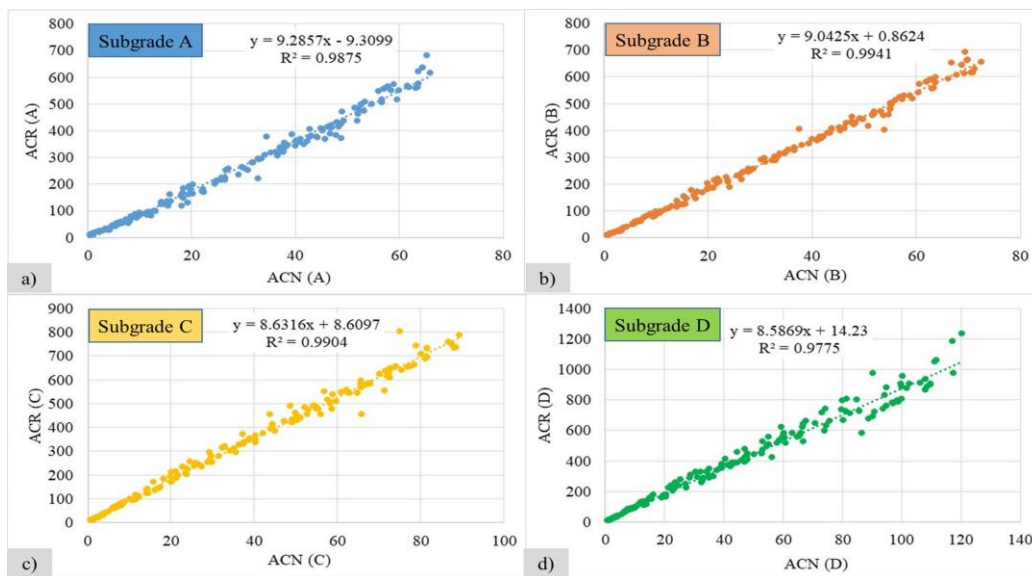 800
Subgrade A
y = 9.2857x - 9.3099
700
R² = 0.9875
600
500
400
300
200
100
0
ACR (A)
0 20 40 60 80
a)
ACN (A)
800
Subgrade B
y = 9.0425x + 0.8624
700
R² = 0.9941
600
500
400
300
200
100
0
ACR (B)
0 20 40 60 80
b)
ACN (B)
900
Subgrade C
y = 8.6316x + 8.6097
800
R² = 0.9904
700
600
500
400
300
200
100
0
ACR (C)
0 20 40 60 80 100
c)
ACN (C)
1400
Subgrade D
y = 8.5869x + 14.23
1200
R² = 0.9775
1000
800
600
400
200
0
ACR (D)
0 20 40 60 80 100 120 140
d)
ACN (D)